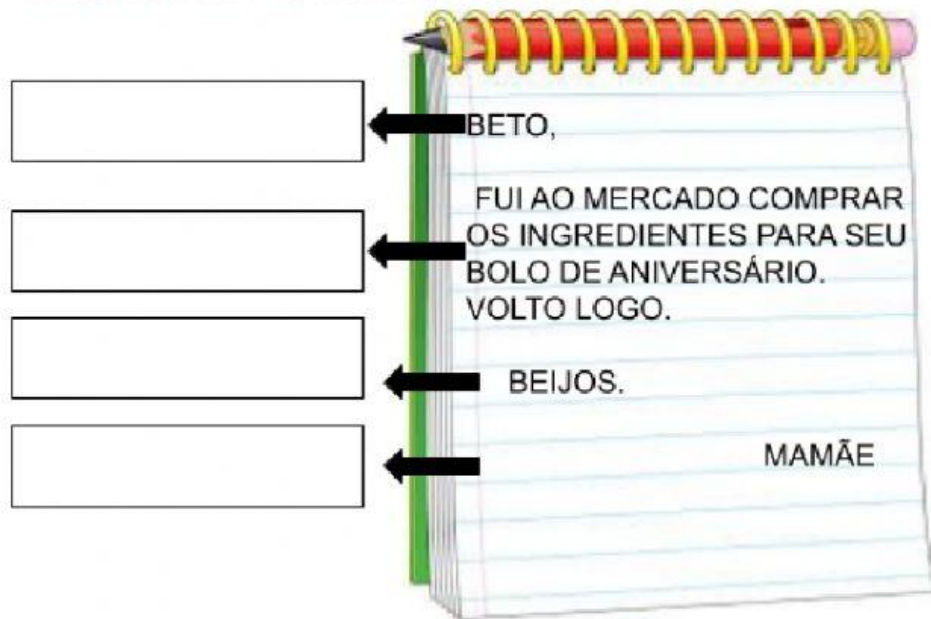 BETO,
FUI AO MERCADO COMPRAR
OS INGREDIENTES PARA SEU
BOLO DE ANIVERSÁRIO.
VOLTO LOGO.
BEIJOS.
MAMÃE